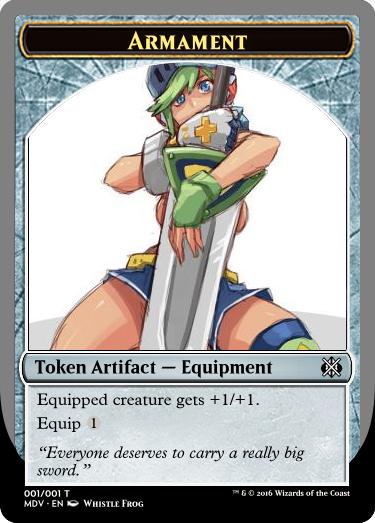 ARMAMENT
Token Artifact — Equipment
Equipped creature gets +1/+1.
Equip 1
“Everyone deserves to carry a really big
sword.”
001/001 T
MDV • EN WHISTLE FROG
™ & © 2016 Wizards of the Coast